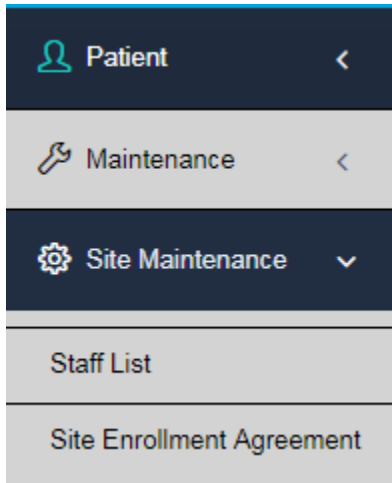 Patient
Maintenance
Site Maintenance
Staff List
Site Enrollment Agreement